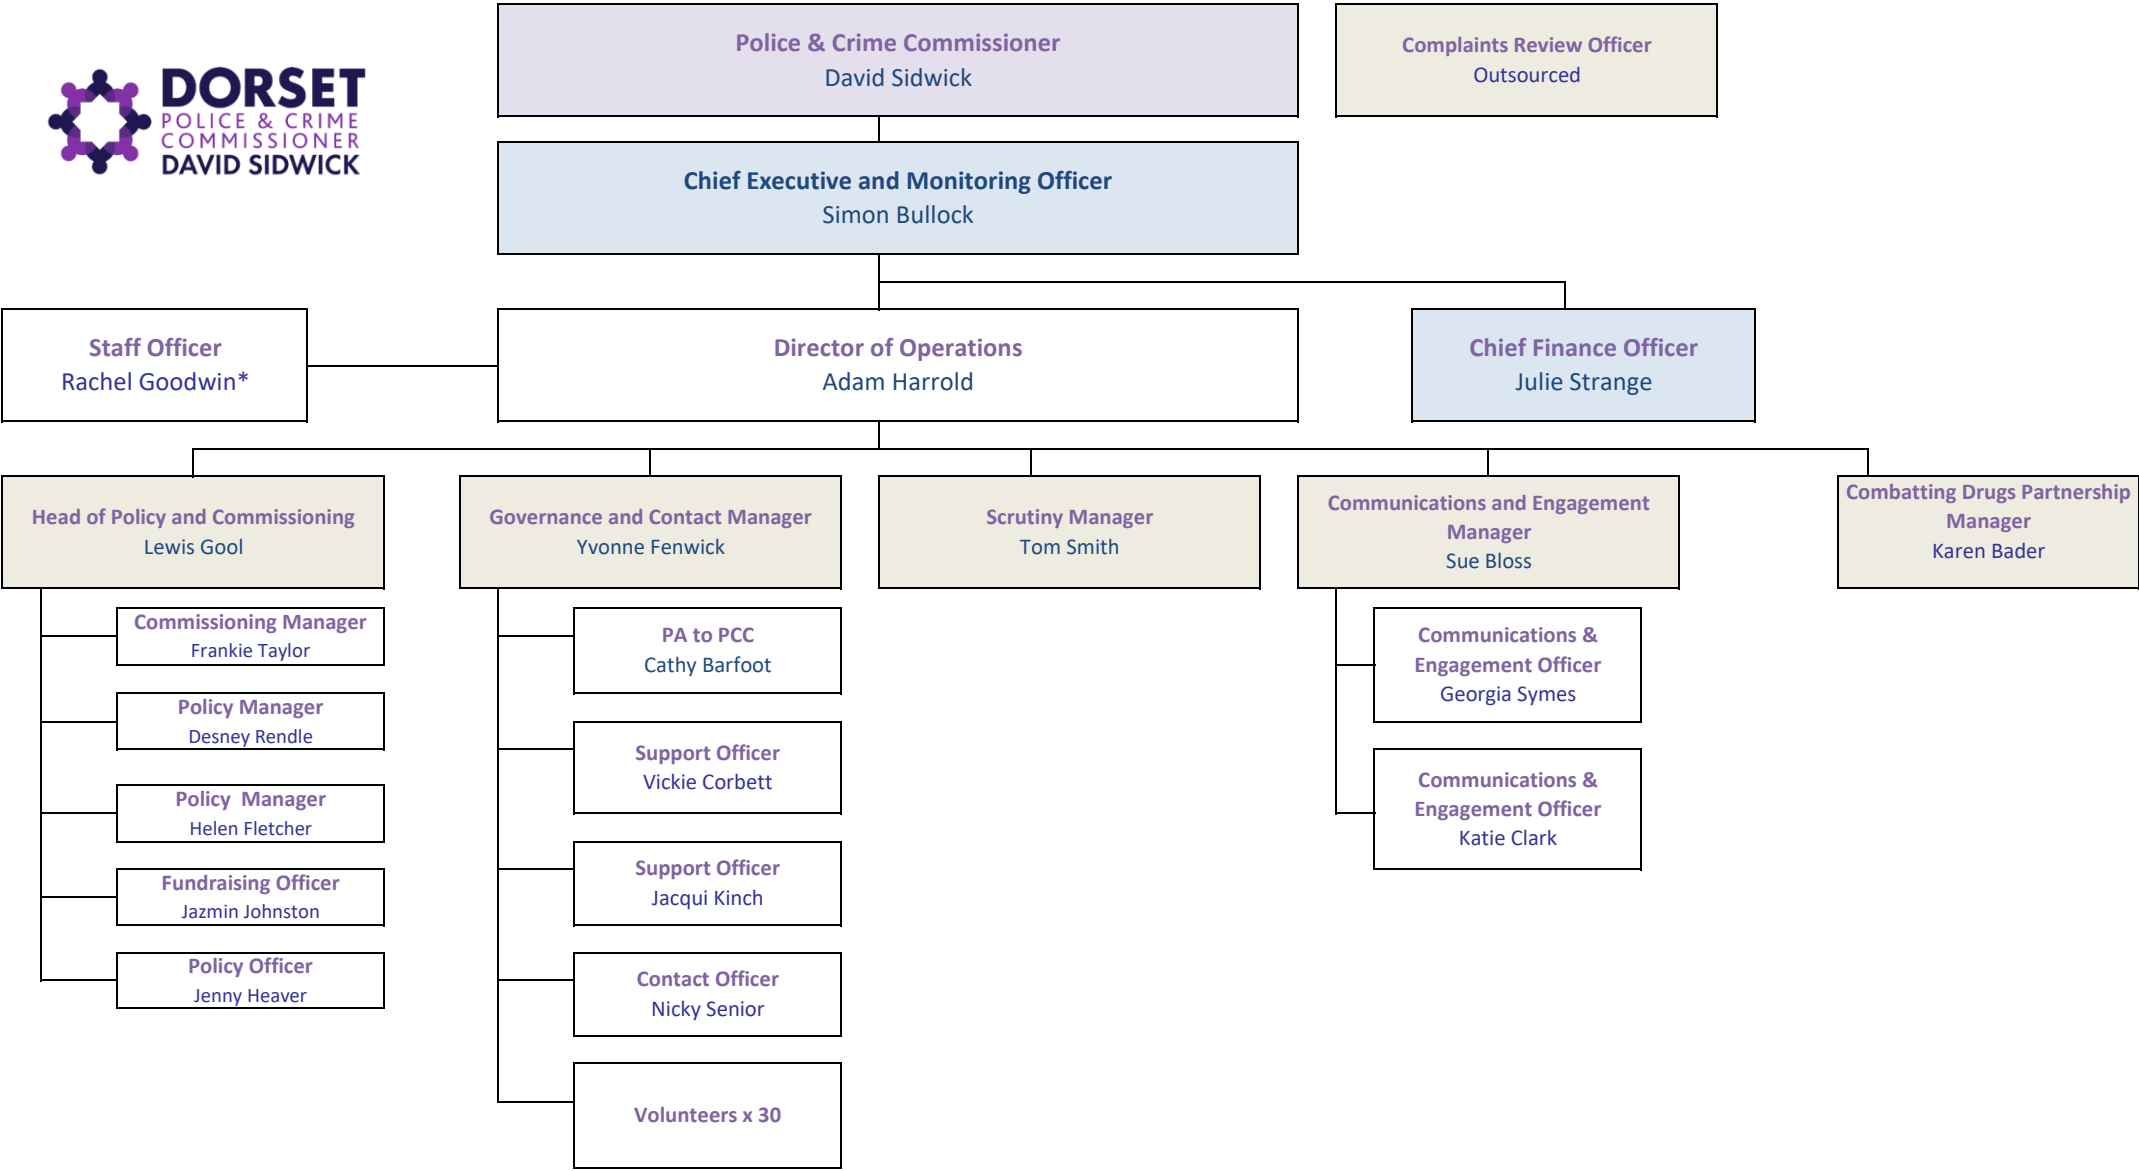 DORSET
POLICE & CRIME
COMMISSIONER
DAVID SIDWICK
Police & Crime Commissioner
David Sidwick
Complaints Review Officer
Outsourced
Chief Executive and Monitoring Officer
Simon Bullock
Staff Officer
Rachel Goodwin*
Director of Operations
Adam Harrold
Chief Finance Officer
Julie Strange
Head of Policy and Commissioning
Lewis Gool
Governance and Contact Manager
Yvonne Fenwick
Scrutiny Manager
Tom Smith
Communications and Engagement
Manager
Sue Bloss
Combatting Drugs Partnership
Manager
Karen Bader
Commissioning Manager
Frankie Taylor
Policy Manager
Desney Rendle
Policy  Manager
Helen Fletcher
Fundraising Officer
Jazmin Johnston
Policy Officer
Jenny Heaver
PA to PCC
Cathy Barfoot
Support Officer
Vickie Corbett
Support Officer
Jacqui Kinch
Contact Officer
Nicky Senior
Volunteers x 30
Communications &
Engagement Officer
Georgia Symes
Communications &
Engagement Officer
Katie Clark